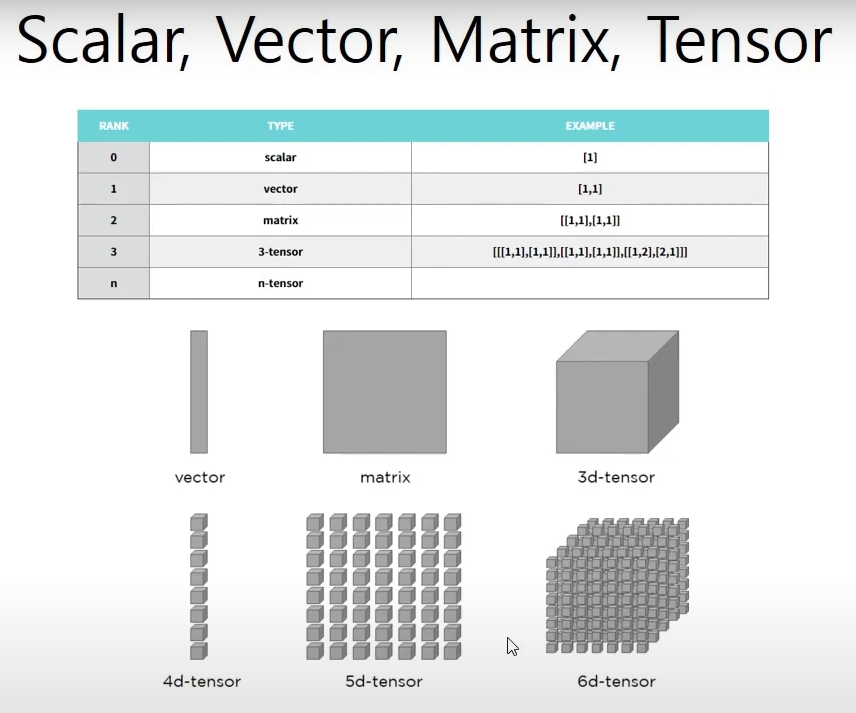 Scalar, Vector, Matrix, Tensor
RANK TYPE EXAMPLE
0 scalar [1]
1 vector [1,1]
2 matrix [[1,1],[1,1]]
3 3-tensor [[[1,1],[1,1]],[[1,1],[1,1]],[[1,2],[2,1]]]
n n-tensor
vector matrix 3d-tensor
4d-tensor 5d-tensor 6d-tensor